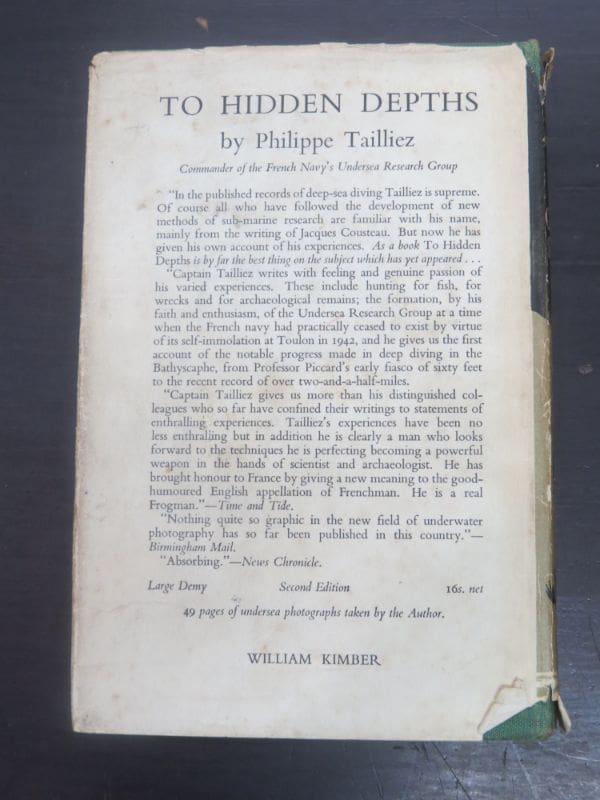 TO HIDDEN DEPTHS
by Philippe Tailliez
Commander of the French Navy's Undersea Research Group
"In the published records of deep-sea diving Tailliez is supreme.
Of course all who have followed the development of new
methods of sub-marine research are familiar with his name,
mainly from the writing of Jacques Cousteau. But now he has
given his own account of his experiences. As a book To Hidden
Depths is by far the best thing on the subject which has yet appeared . . .
"Captain Tailliez writes with feeling and genuine passion of
his varied experiences. These include hunting for fish, for
wrecks and for archaeological remains; the formation, by his
faith and enthusiasm, of the Undersea Research Group at a time
when the French navy had practically ceased to exist by virtue
of its self-immolation at Toulon in 1942, and he gives us the first
account of the notable progress made in deep diving in the
Bathyscaphe, from Professor Piccard's early fiasco of sixty feet
to the recent record of over two-and-a-half-miles.
"Captain Tailliez gives us more than his distinguished col-
leagues who so far have confined their writings to statements of
enthralling experiences. Tailliez's experiences have been no
less enthralling but in addition he is clearly a man who looks
forward to the techniques he is perfecting becoming a powerful
weapon in the hands of scientist and archaeologist. He has
brought honour to France by giving a new meaning to the good-
humoured English appellation of Frenchman. He is a real
Frogman."—Time and Tide.
"Nothing quite so graphic in the new field of underwater
photography has so far been published in this country."—
Birmingham Mail.
"Absorbing."—News Chronicle.
Large Demy Second Edition 16s. net
49 pages of undersea photographs taken by the Author.
WILLIAM KIMBER